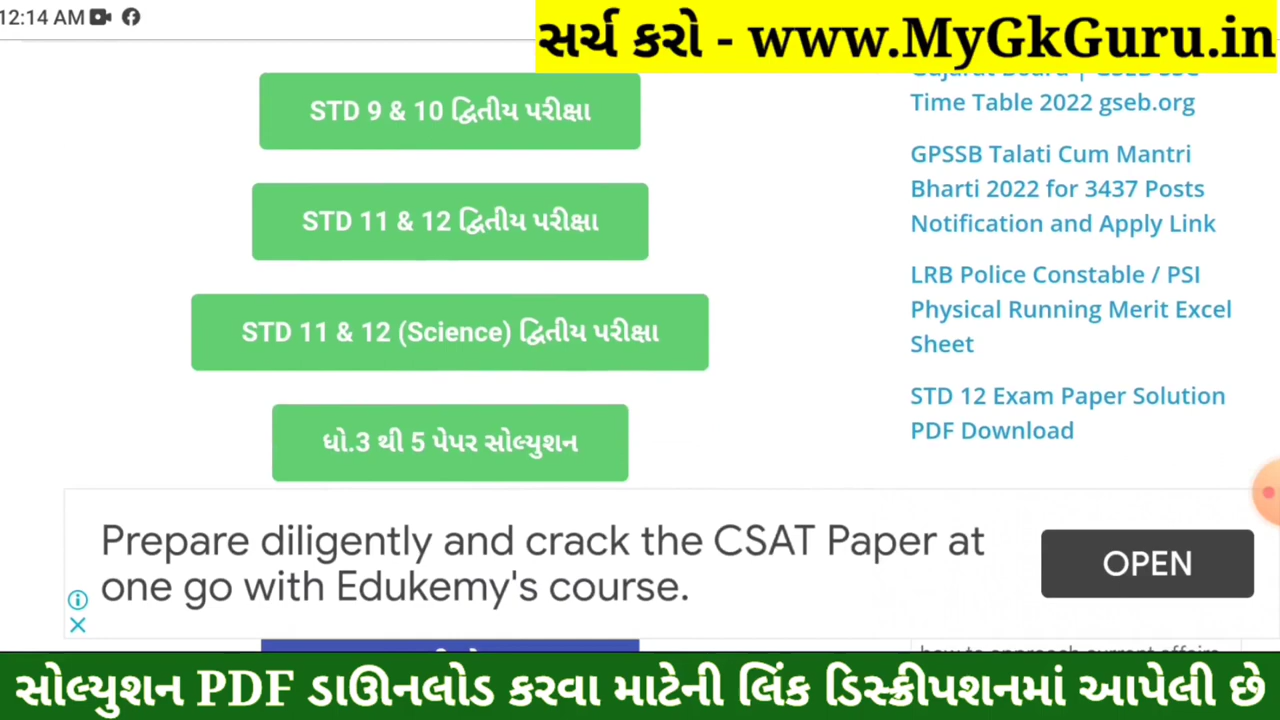 12:14 AM
સર્ચ કરો - www.MyGkGuru.in
STD 9 & 10 દ્વિતીય પરીક્ષા
STD 11 & 12 દ્વિતીય પરીક્ષા
STD 11 & 12 (Science) દ્વિતીય પરીક્ષા
ધો.3 થી 5 પેપર સોલ્યુશન
Time Table 2022 gseb.org
GPSSB Talati Cum Mantri
Bharti 2022 for 3437 Posts
Notification and Apply Link
LRB Police Constable / PSI
Physical Running Merit Excel
Sheet
STD 12 Exam Paper Solution
PDF Download
Prepare diligently and crack the CSAT Paper at
one go with Edukemy's course.
OPEN
સોલ્યુશન PDF ડાઊનલોડ કરવા માટેની લિંક ડિસ્ક્રીપશનમાં આપેલી છે